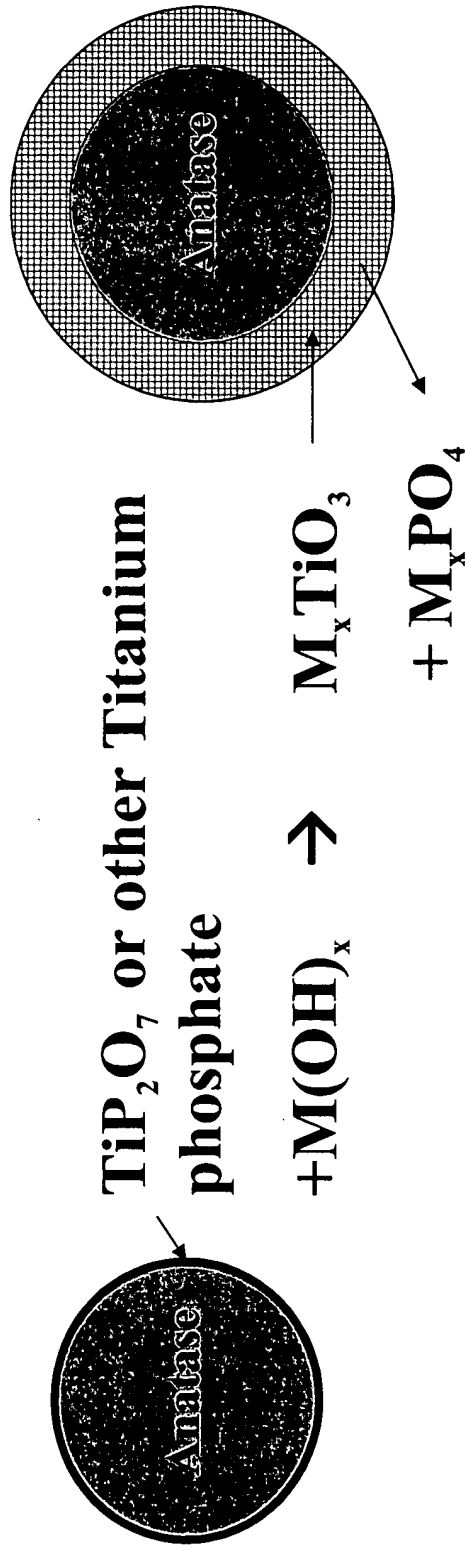 Anatase
TiP₂O₇ or other Titanium
phosphate
+M(OH)ₓ → MₓTiO₃
+ MₓPO₄
Anatase